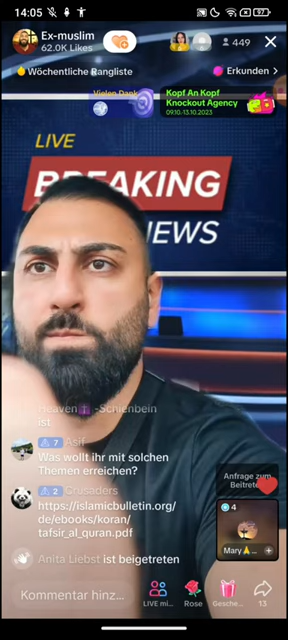 14:05
97
Ex-muslim
62.0K Likes
449
Wöchentliche Rangliste
Erkunden >
Vielen Dank
Kopf An Kopf
Knockout Agency
09.10.-13.10.2023
LIVE
BREAKING
NEWS
Heaven -Schienbein
ist
7 Asif
Was wollt ihr mit solchen
Themen erreichen?
2 Crusaders
https://islamicbulletin.org/
de/ebooks/koran/
tafsir_al_quran.pdf
Anita Liebst ist beigetreten
Anfrage zum
Beitreten
4
Mary ...
Kommentar hinz...
LIVE mi...
Rose
Gesche...
13